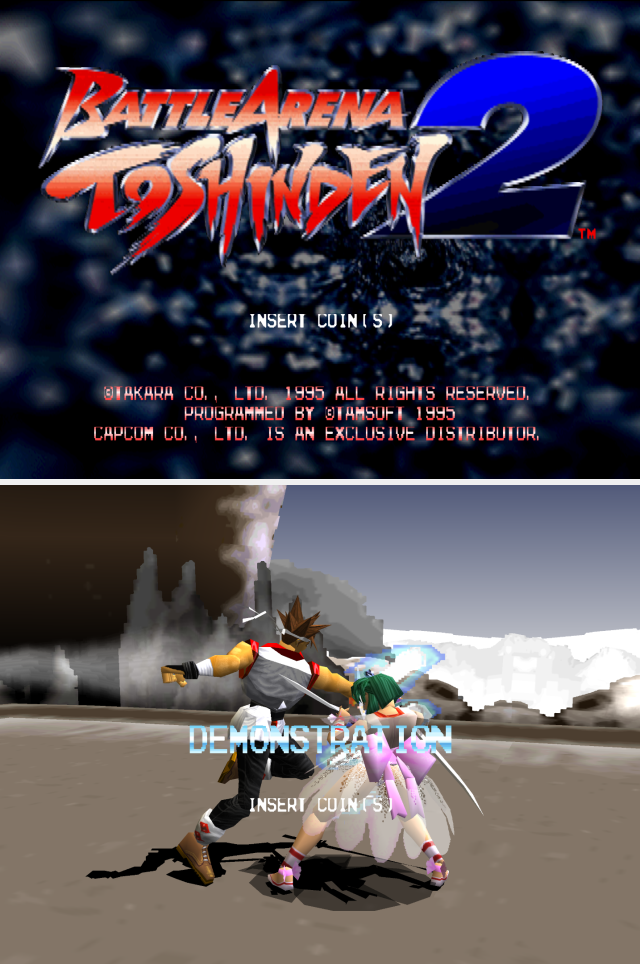 BATTLE ARENA
TOSHINDEN 2
TM
INSERT COIN(S)
©TAKARA CO., LTD. 1995 ALL RIGHTS RESERVED.
PROGRAMMED BY ©TAMSOFT 1995
CAPCOM CO., LTD. IS AN EXCLUSIVE DISTRIBUTOR.
DEMONSTRATION
INSERT COIN(S)